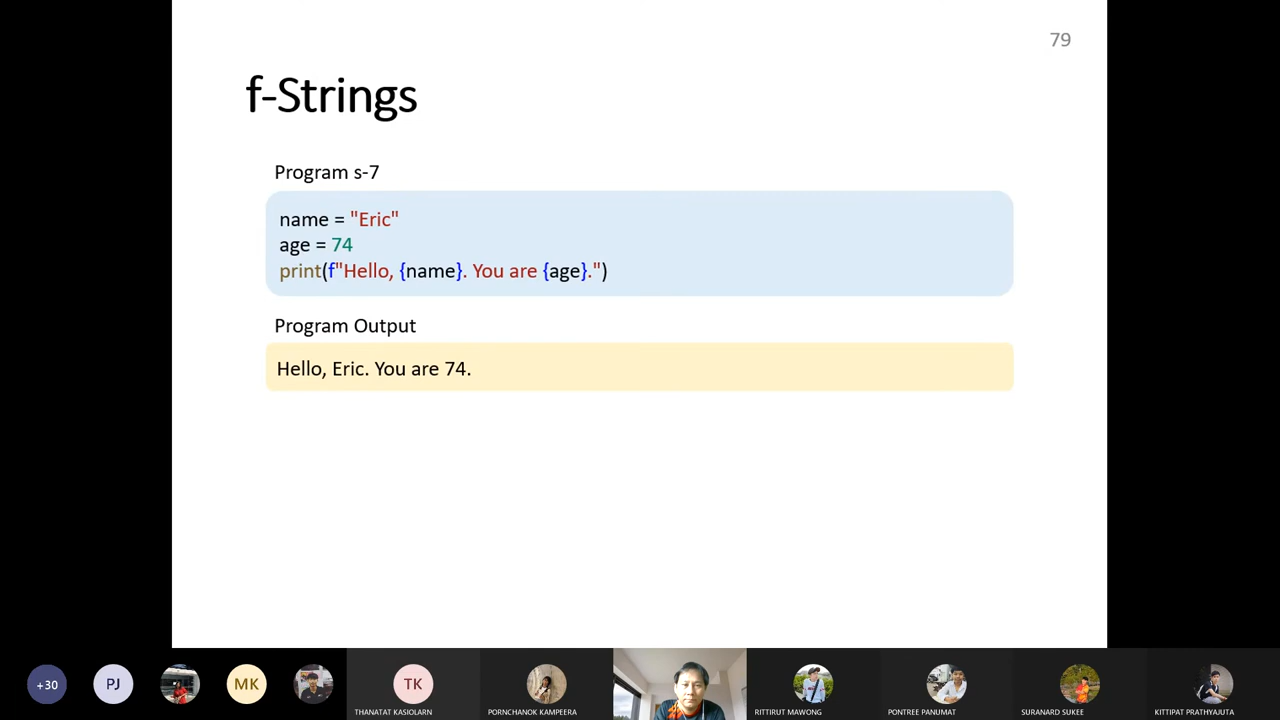 79
f-Strings
Program s-7
name = "Eric"
age = 74
print(f"Hello, {name}. You are {age}.")
Program Output
Hello, Eric. You are 74.
+30
PJ
MK
TK
THANATAT KASIOLARN
PORNCHANOK KAMPEERA
RITTIRUT MAWONG
PONTREE PANUMAT
SURANARD SUKEE
KITTIPAT PRATHYAJUTA